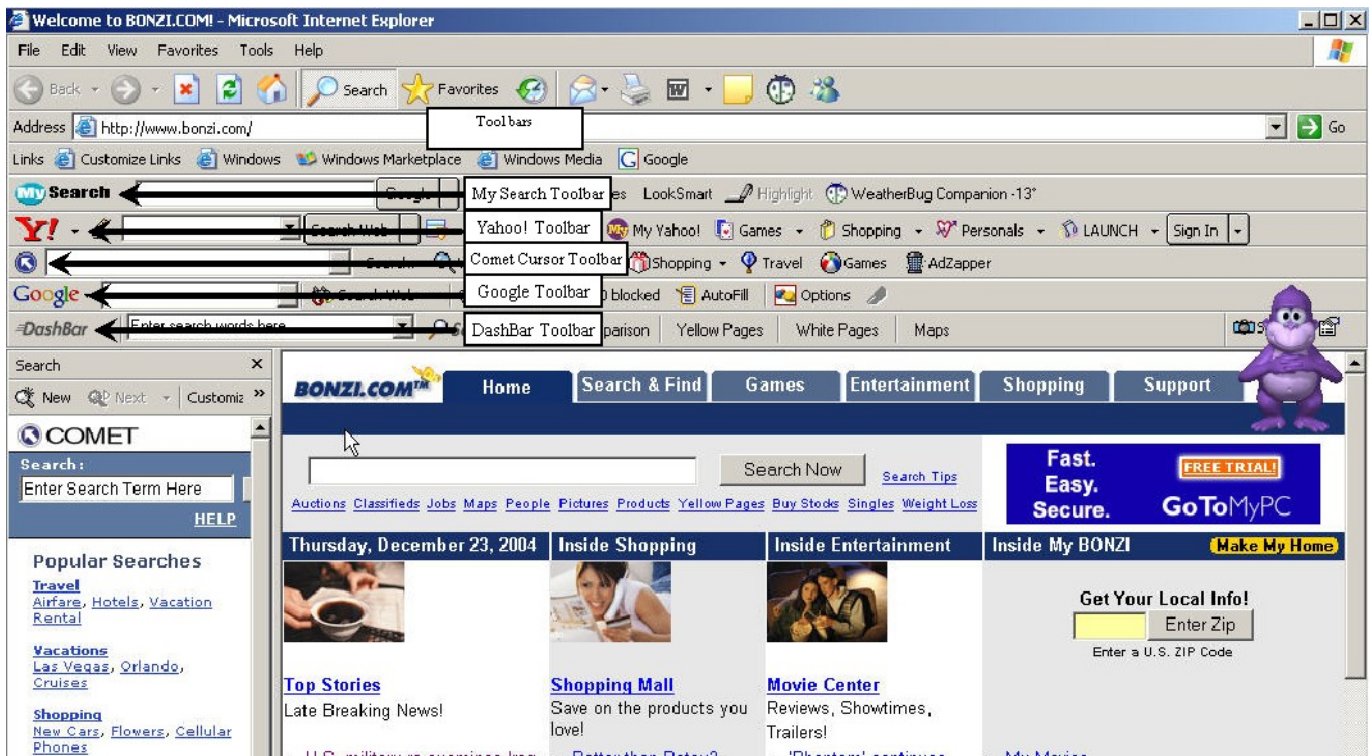 Welcome to BONZI.COM! - Microsoft Internet Explorer
File Edit View Favorites Tools Help
Back Search Favorites
Address http://www.bonzi.com/ Go
Toolbars
Links Customize Links Windows Windows Marketplace Windows Media Google
My Search My Search Toolbar LookSmart Highlight WeatherBug Companion -13°
Y! Yahoo! Toolbar My Yahoo! Games Shopping Personals LAUNCH Sign In
Comet Cursor Toolbar Shopping Travel Games AdZapper
Google Google Toolbar blocked AutoFill Options
DashBar Enter search words here DashBar Toolbar Yellow Pages White Pages Maps
Search
New Next Customiz »
COMET
Search:
Enter Search Term Here
HELP
Popular Searches
Travel
Airfare, Hotels, Vacation
Rental
Vacations
Las Vegas, Orlando,
Cruises
Shopping
New Cars, Flowers, Cellular
Phones
BONZI.COM™ Home Search & Find Games Entertainment Shopping Support
Search Now Search Tips
Auctions Classifieds Jobs Maps People Pictures Products Yellow Pages Buy Stocks Singles Weight Loss
Fast.
Easy.
Secure.
FREE TRIAL!
GoToMyPC
Thursday, December 23, 2004 Inside Shopping Inside Entertainment Inside My BONZI Make My Home
Get Your Local Info!
Enter Zip
Enter a U.S. ZIP Code
Top Stories Shopping Mall Movie Center
Late Breaking News!
Save on the products you
love!
Reviews, Showtimes,
Trailers!